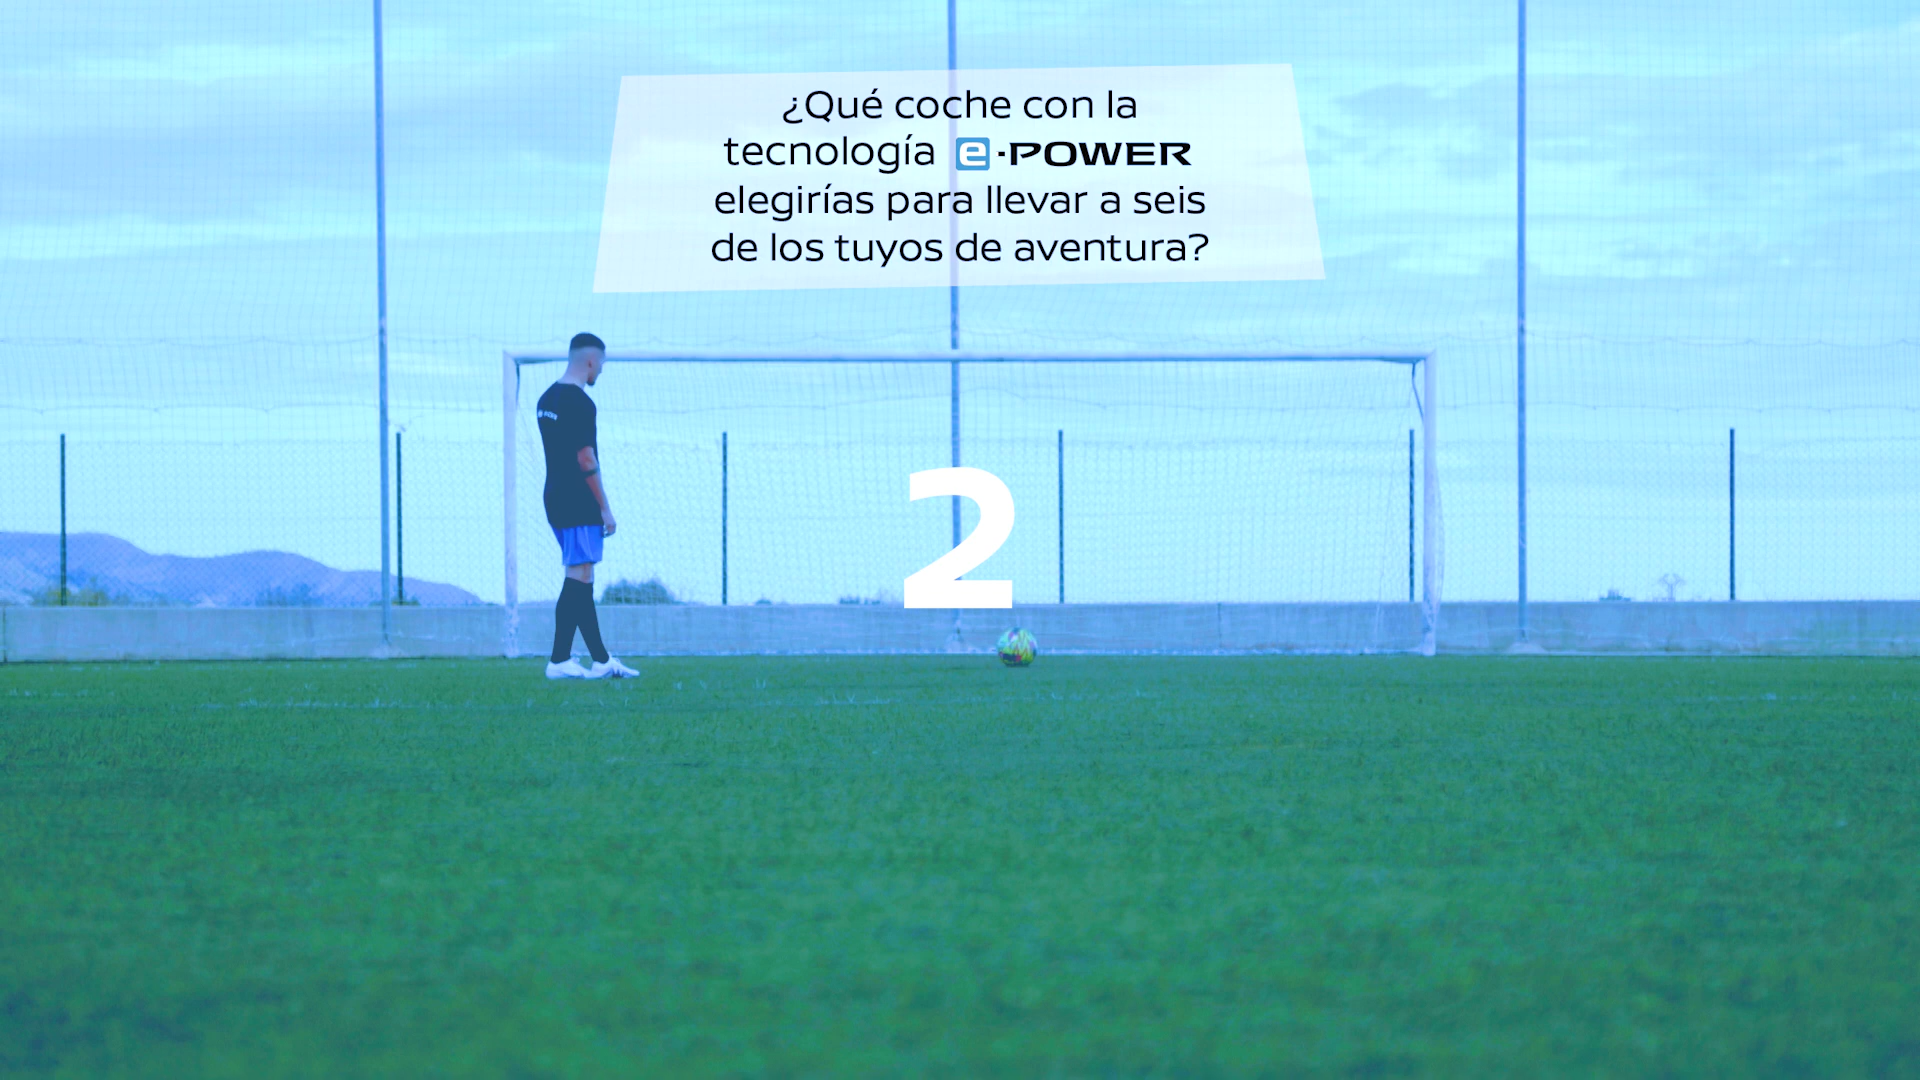 ¿Qué coche con la
tecnología e-POWER
elegirías para llevar a seis
de los tuyos de aventura?
2